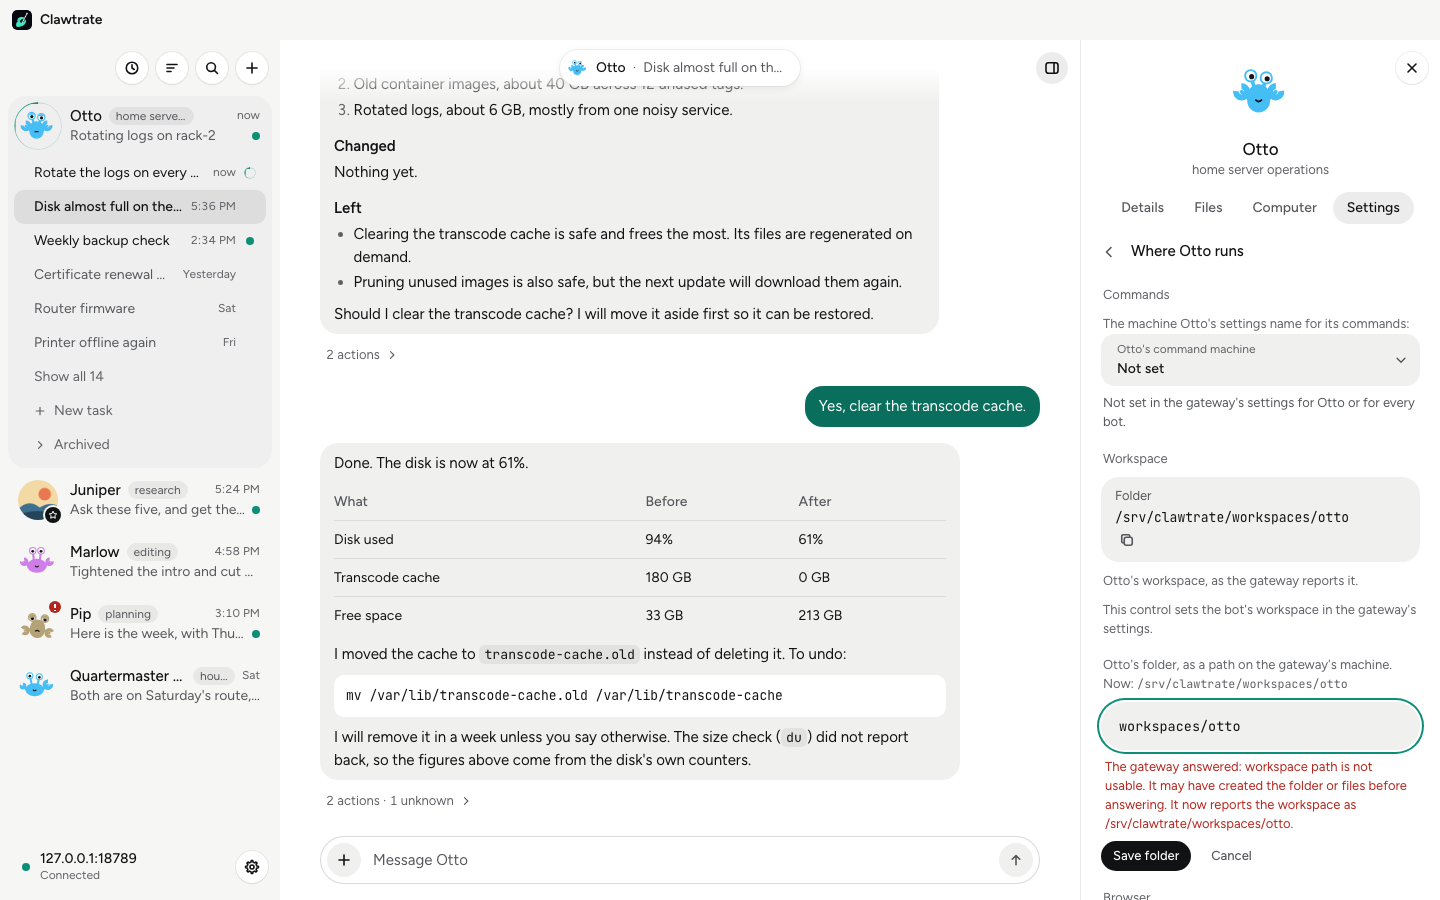 Clawtrate
Otto
home serve...
now
Rotating logs on rack-2
Rotate the logs on every ...
now
Disk almost full on the...
5:36 PM
Weekly backup check
2:34 PM
Certificate renewal ...
Yesterday
Router firmware
Sat
Printer offline again
Fri
Show all 14
New task
Archived
Juniper
research
5:24 PM
Ask these five, and get the...
Marlow
editing
4:58 PM
Tightened the intro and cut ...
Pip
planning
3:10 PM
Here is the week, with Thu...
Quartermaster ...
hou...
Sat
Both are on Saturday's route,...
127.0.0.1:18789
Connected
Otto · Disk almost full on th...
2. Old container images, about 40 GB across 12 unused tags.
3. Rotated logs, about 6 GB, mostly from one noisy service.
Changed
Nothing yet.
Left
• Clearing the transcode cache is safe and frees the most. Its files are regenerated on
demand.
• Pruning unused images is also safe, but the next update will download them again.
Should I clear the transcode cache? I will move it aside first so it can be restored.
2 actions
Yes, clear the transcode cache.
Done. The disk is now at 61%.
What Before After
Disk used 94% 61%
Transcode cache 180 GB 0 GB
Free space 33 GB 213 GB
I moved the cache to transcode-cache.old instead of deleting it. To undo:
mv /var/lib/transcode-cache.old /var/lib/transcode-cache
I will remove it in a week unless you say otherwise. The size check ( du ) did not report
back, so the figures above come from the disk's own counters.
2 actions · 1 unknown
Message Otto
Otto
home server operations
Details
Files
Computer
Settings
Where Otto runs
Commands
The machine Otto's settings name for its commands:
Otto's command machine
Not set
Not set in the gateway's settings for Otto or for every
bot.
Workspace
Folder
/srv/clawtrate/workspaces/otto
Otto's workspace, as the gateway reports it.
This control sets the bot's workspace in the gateway's
settings.
Otto's folder, as a path on the gateway's machine.
Now: /srv/clawtrate/workspaces/otto
workspaces/otto
The gateway answered: workspace path is not
usable. It may have created the folder or files before
answering. It now reports the workspace as
/srv/clawtrate/workspaces/otto.
Save folder
Cancel
Browser